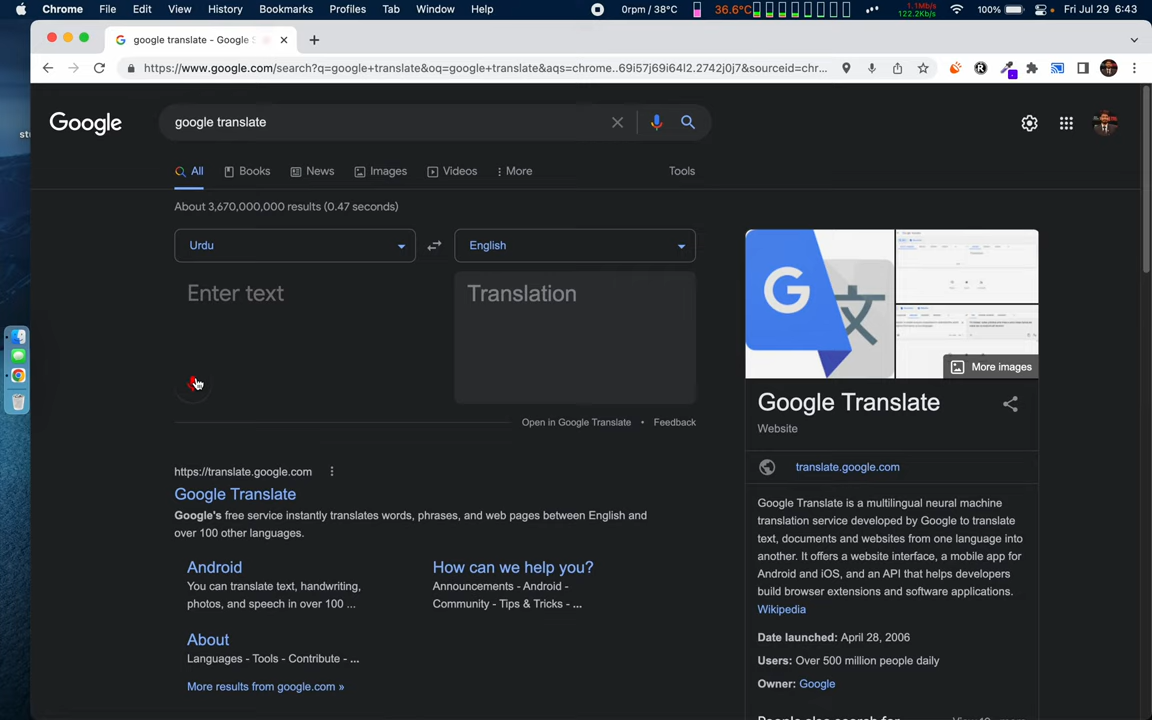 Chrome File Edit View History Bookmarks Profiles Tab Window Help 0rpm / 38°C 36.6°C 1.1Mb/s 122.2Kb/s 100% Fri Jul 29 6:43
google translate - Google S
https://www.google.com/search?q=google+translate&oq=google+translate&aqs=chrome..69i57j69i64l2.2742j0j7&sourceid=chr...
Google google translate
All Books News Images Videos More Tools
About 3,670,000,000 results (0.47 seconds)
Urdu English
Enter text Translation
More images
Open in Google Translate • Feedback
https://translate.google.com
Google Translate
Google's free service instantly translates words, phrases, and web pages between English and
over 100 other languages.
Android
You can translate text, handwriting,
photos, and speech in over 100 ...
How can we help you?
Announcements - Android -
Community - Tips & Tricks - ...
About
Languages - Tools - Contribute - ...
More results from google.com »
Google Translate
Website
translate.google.com
Google Translate is a multilingual neural machine
translation service developed by Google to translate
text, documents and websites from one language into
another. It offers a website interface, a mobile app for
Android and iOS, and an API that helps developers
build browser extensions and software applications.
Wikipedia
Date launched: April 28, 2006
Users: Over 500 million people daily
Owner: Google
People also search for